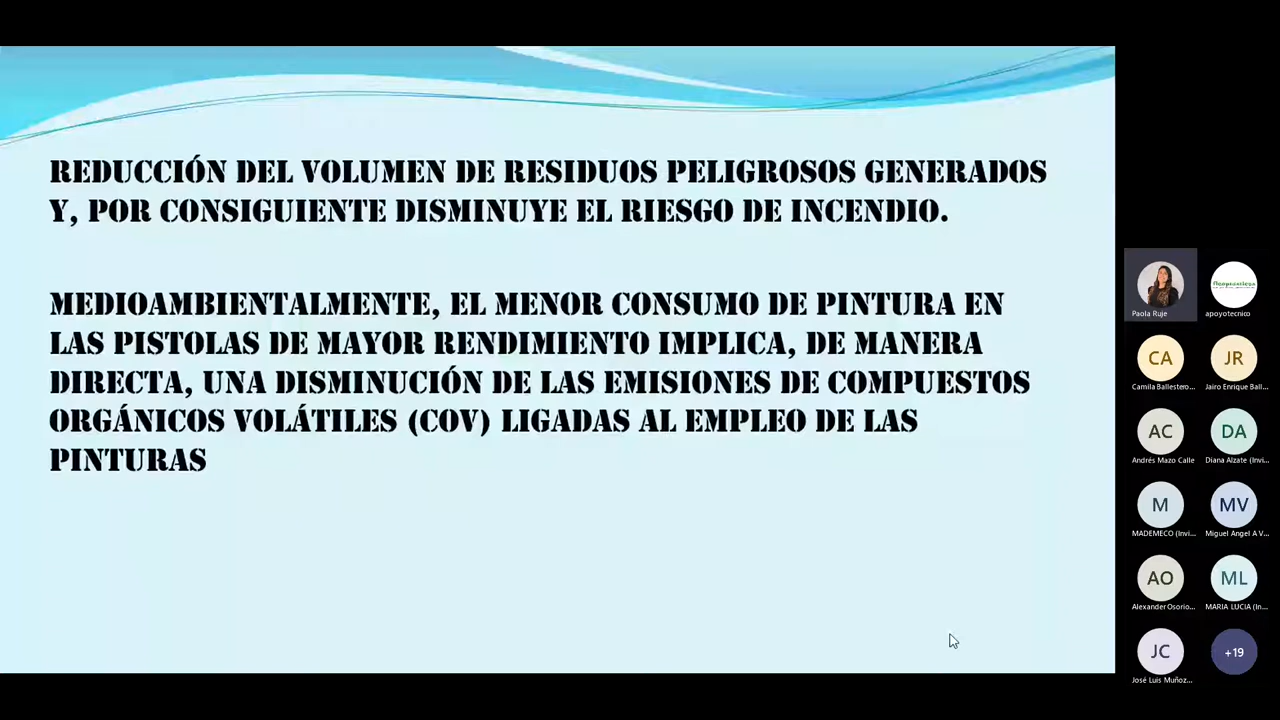 REDUCCIÓN DEL VOLUMEN DE RESIDUOS PELIGROSOS GENERADOS
Y, POR CONSIGUIENTE DISMINUYE EL RIESGO DE INCENDIO.
MEDIOAMBIENTALMENTE, EL MENOR CONSUMO DE PINTURA EN
LAS PISTOLAS DE MAYOR RENDIMIENTO IMPLICA, DE MANERA
DIRECTA, UNA DISMINUCIÓN DE LAS EMISIONES DE COMPUESTOS
ORGÁNICOS VOLÁTILES (COV) LIGADAS AL EMPLEO DE LAS
PINTURAS
Paola Ruje
apoyotecnico
CA
JR
Camila Ballestero...
Jairo Enrique Ball...
AC
DA
Andrés Mazo Calle
Diana Alzate (Invi...
M
MV
MADEMECO (Invi...
Miguel Angel A V...
AO
ML
Alexander Osorio...
MARIA LUCIA (In...
JC
+19
José Luis Muñoz...